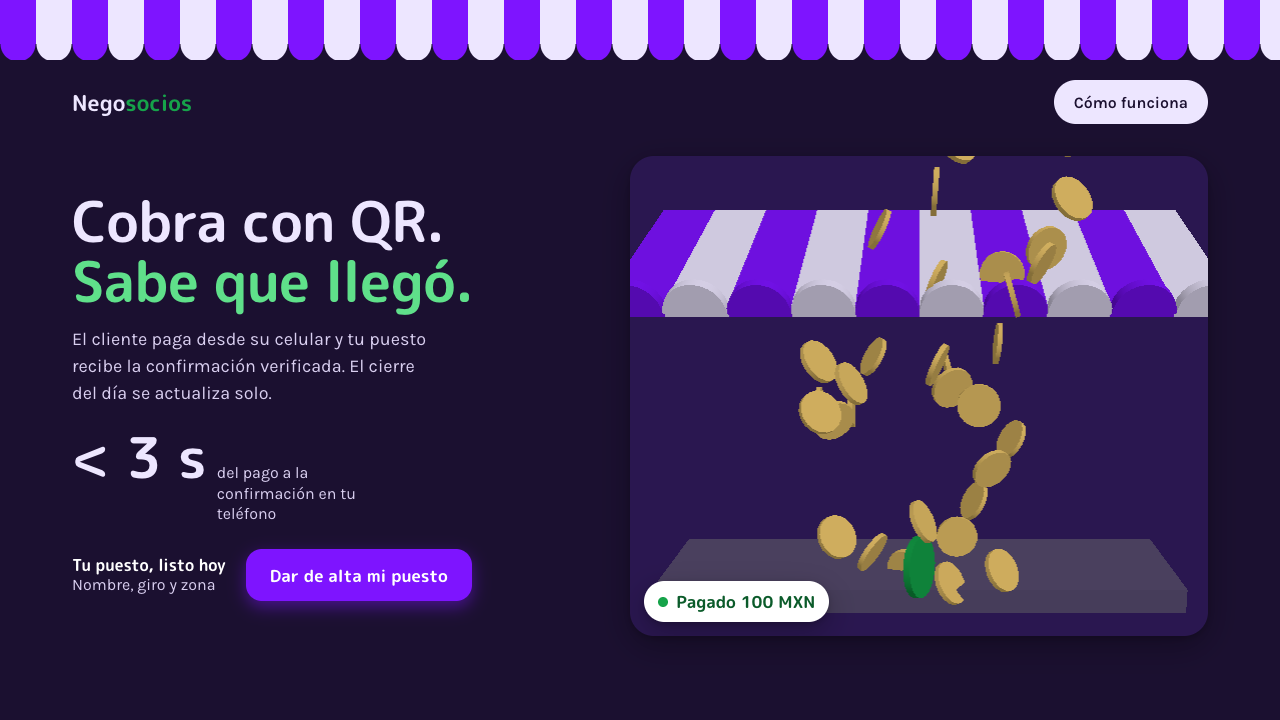 Negosocios
Cómo funciona
Cobra con QR.
Sabe que llegó.
El cliente paga desde su celular y tu puesto
recibe la confirmación verificada. El cierre
del día se actualiza solo.
< 3 s
del pago a la
confirmación en tu
teléfono
Tu puesto, listo hoy
Nombre, giro y zona
Dar de alta mi puesto
Pagado 100 MXN